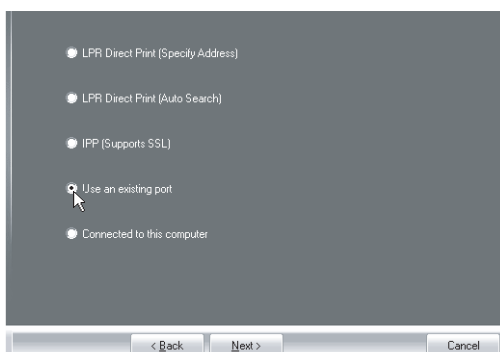 LPR Direct Print (Specify Address)
LPR Direct Print (Auto Search)
IPP (Supports SSL)
Use an existing port
Connected to this computer
< Back Next > Cancel